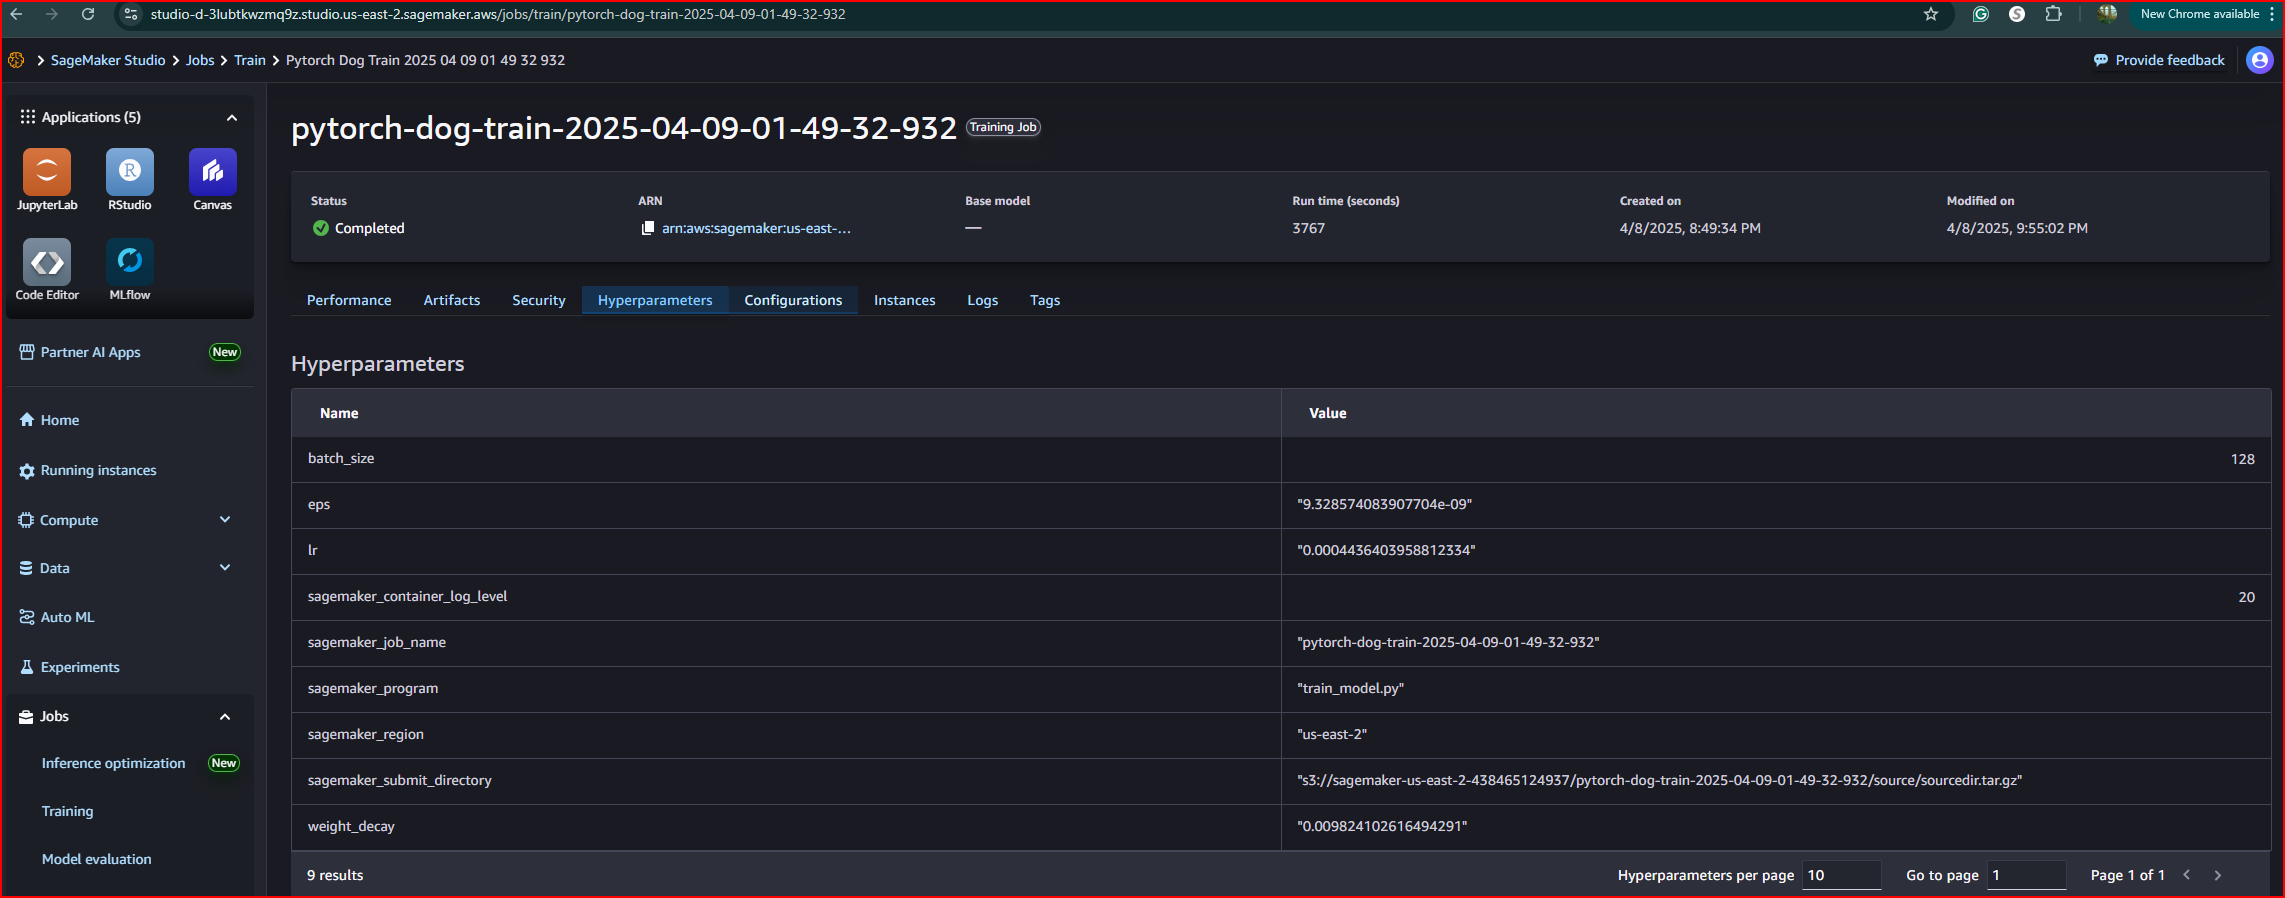 studio-d-3lubtkwzmq9z.studio.us-east-2.sagemaker.aws/jobs/train/pytorch-dog-train-2025-04-09-01-49-32-932
New Chrome available
SageMaker Studio > Jobs > Train > Pytorch Dog Train 2025 04 09 01 49 32 932
Provide feedback
Applications (5)
JupyterLab RStudio Canvas
Code Editor MLflow
Partner AI Apps New
Home
Running instances
Compute
Data
Auto ML
Experiments
Jobs
Inference optimization New
Training
Model evaluation
pytorch-dog-train-2025-04-09-01-49-32-932 Training Job
Status ARN Base model Run time (seconds) Created on Modified on
Completed arn:aws:sagemaker:us-east-... — 3767 4/8/2025, 8:49:34 PM 4/8/2025, 9:55:02 PM
Performance Artifacts Security Hyperparameters Configurations Instances Logs Tags
Hyperparameters
Name Value
batch_size 128
eps "9.328574083907704e-09"
lr "0.0004436403958812334"
sagemaker_container_log_level 20
sagemaker_job_name "pytorch-dog-train-2025-04-09-01-49-32-932"
sagemaker_program "train_model.py"
sagemaker_region "us-east-2"
sagemaker_submit_directory "s3://sagemaker-us-east-2-438465124937/pytorch-dog-train-2025-04-09-01-49-32-932/source/sourcedir.tar.gz"
weight_decay "0.009824102616494291"
9 results Hyperparameters per page 10 Go to page 1 Page 1 of 1